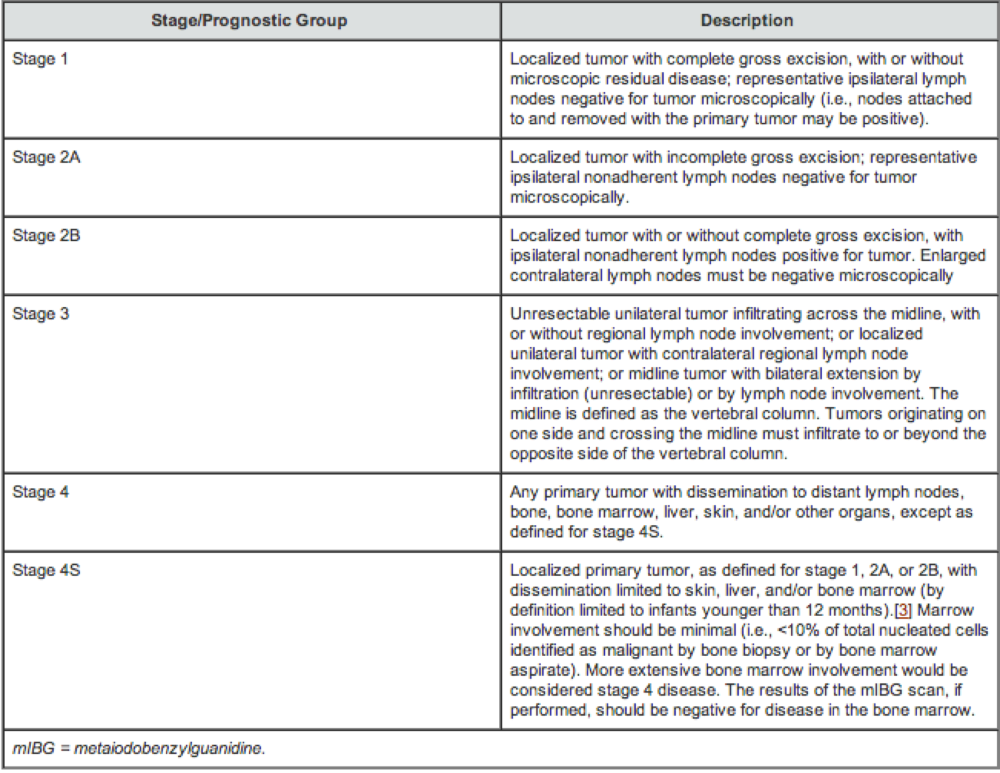 Stage/Prognostic Group
Description
Stage 1
Localized tumor with complete gross excision, with or without
microscopic residual disease; representative ipsilateral lymph
nodes negative for tumor microscopically (i.e., nodes attached
to and removed with the primary tumor may be positive).
Stage 2A
Localized tumor with incomplete gross excision; representative
ipsilateral nonadherent lymph nodes negative for tumor
microscopically.
Stage 2B
Localized tumor with or without complete gross excision, with
ipsilateral nonadherent lymph nodes positive for tumor. Enlarged
contralateral lymph nodes must be negative microscopically
Stage 3
Unresectable unilateral tumor infiltrating across the midline, with
or without regional lymph node involvement; or localized
unilateral tumor with contralateral regional lymph node
involvement; or midline tumor with bilateral extension by
infiltration (unresectable) or by lymph node involvement. The
midline is defined as the vertebral column. Tumors originating on
one side and crossing the midline must infiltrate to or beyond the
opposite side of the vertebral column.
Stage 4
Any primary tumor with dissemination to distant lymph nodes,
bone, bone marrow, liver, skin, and/or other organs, except as
defined for stage 4S.
Stage 4S
Localized primary tumor, as defined for stage 1, 2A, or 2B, with
dissemination limited to skin, liver, and/or bone marrow (by
definition limited to infants younger than 12 months).[3] Marrow
involvement should be minimal (i.e., <10% of total nucleated cells
identified as malignant by bone biopsy or by bone marrow
aspirate). More extensive bone marrow involvement would be
considered stage 4 disease. The results of the mIBG scan, if
performed, should be negative for disease in the bone marrow.
mIBG = metaiodobenzylguanidine.